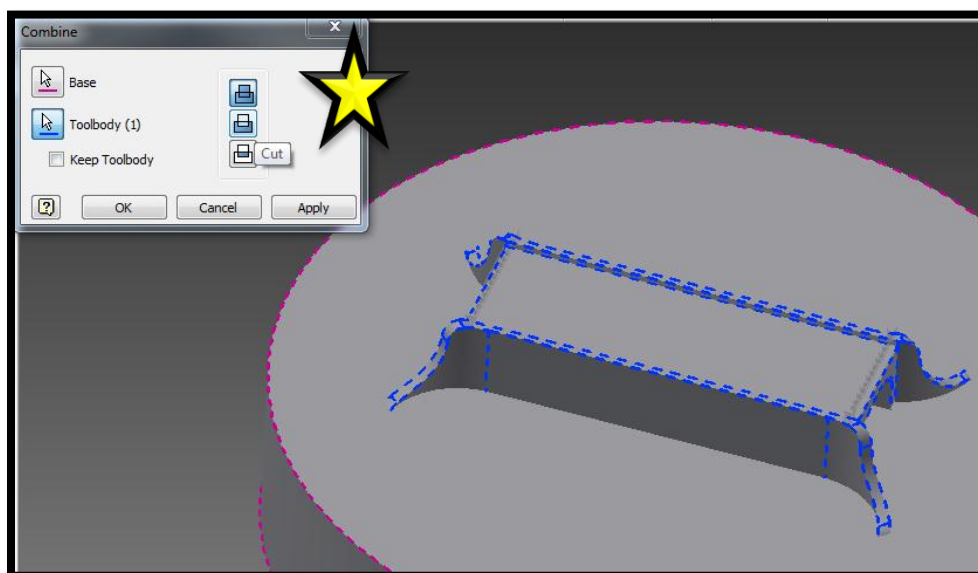 Combine
Base
Toolbody (1)
Keep Toolbody
Cut
OK
Cancel
Apply